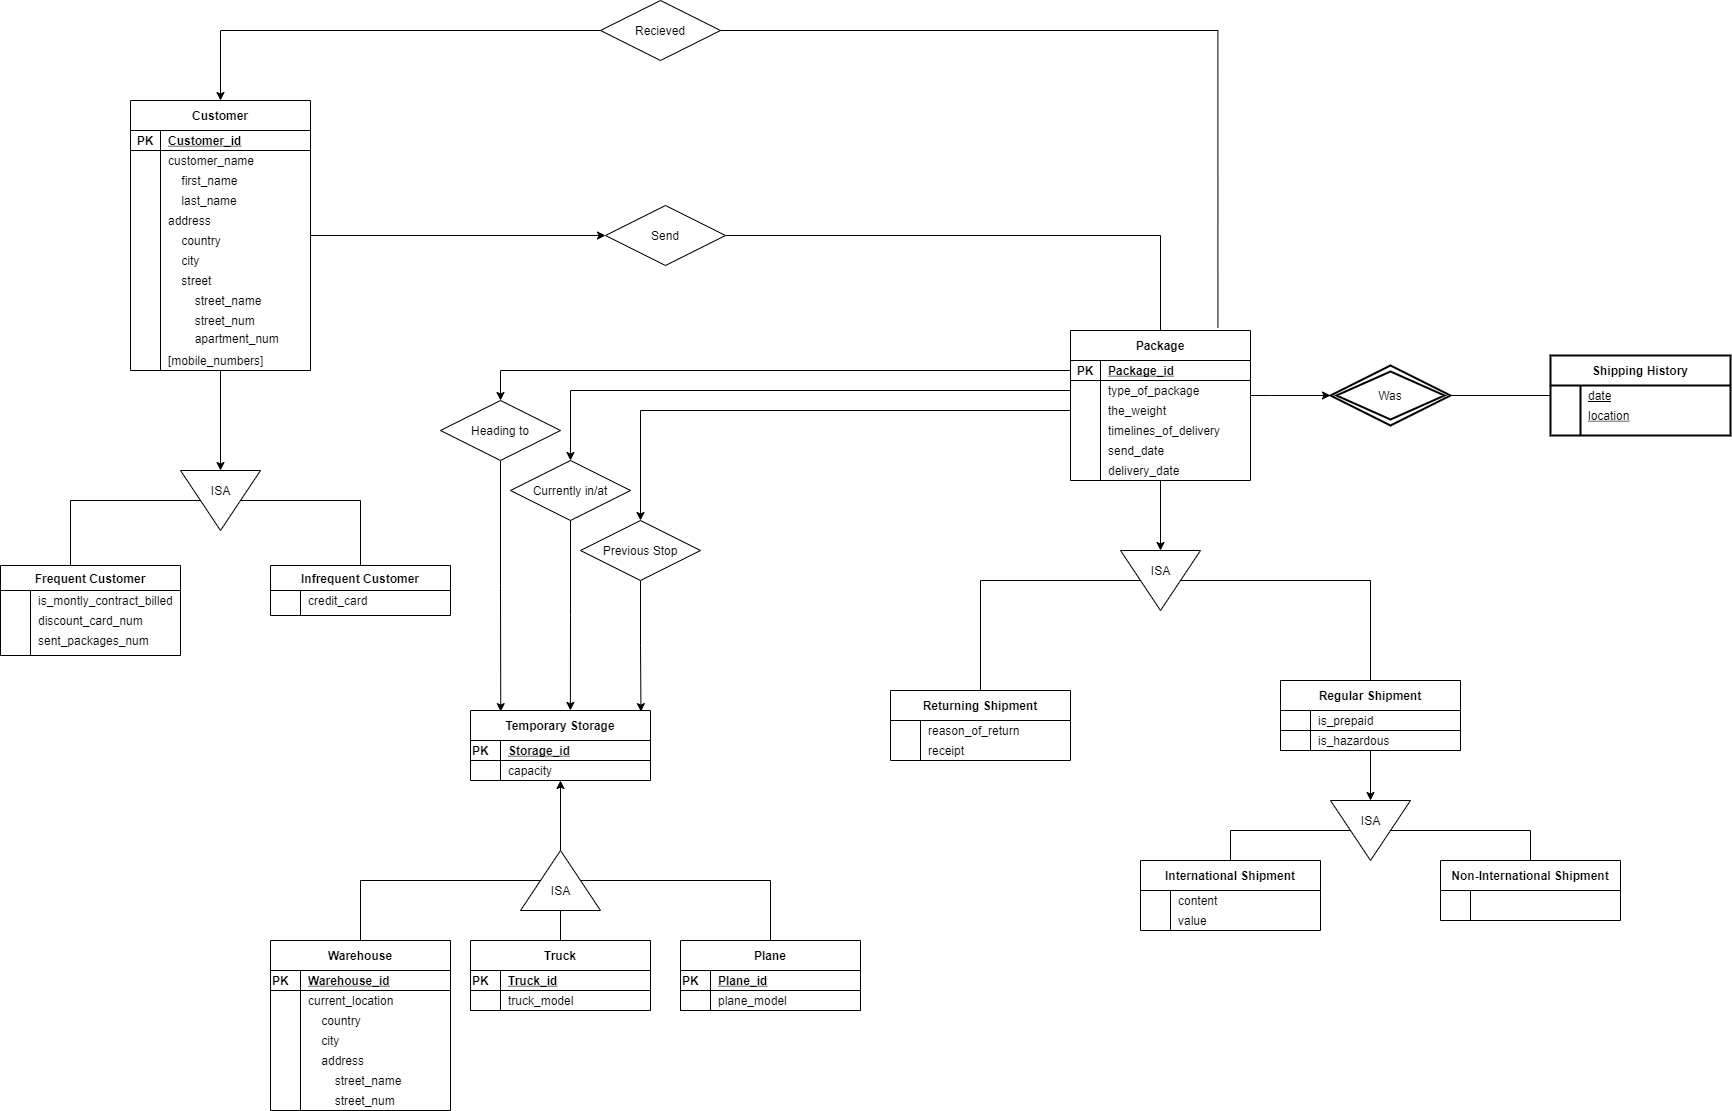 Recieved
Customer
PK Customer_id
customer_name
first_name
last_name
address
country
city
street
street_name
street_num
apartment_num
[mobile_numbers]
Send
Package
PK Package_id
type_of_package
the_weight
timelines_of_delivery
send_date
delivery_date
Was
Shipping History
date
location
Heading to
Currently in/at
Previous Stop
ISA
Frequent Customer
is_montly_contract_billed
discount_card_num
sent_packages_num
Infrequent Customer
credit_card
ISA
Returning Shipment
reason_of_return
receipt
Regular Shipment
is_prepaid
is_hazardous
Temporary Storage
PK Storage_id
capacity
ISA
International Shipment
content
value
Non-International Shipment
ISA
Warehouse
PK Warehouse_id
current_location
country
city
address
street_name
street_num
Truck
PK Truck_id
truck_model
Plane
PK Plane_id
plane_model